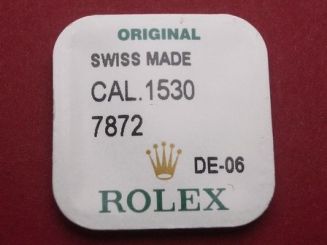 ORIGINAL
SWISS MADE
CAL.1530
7872
DE-06
ROLEX